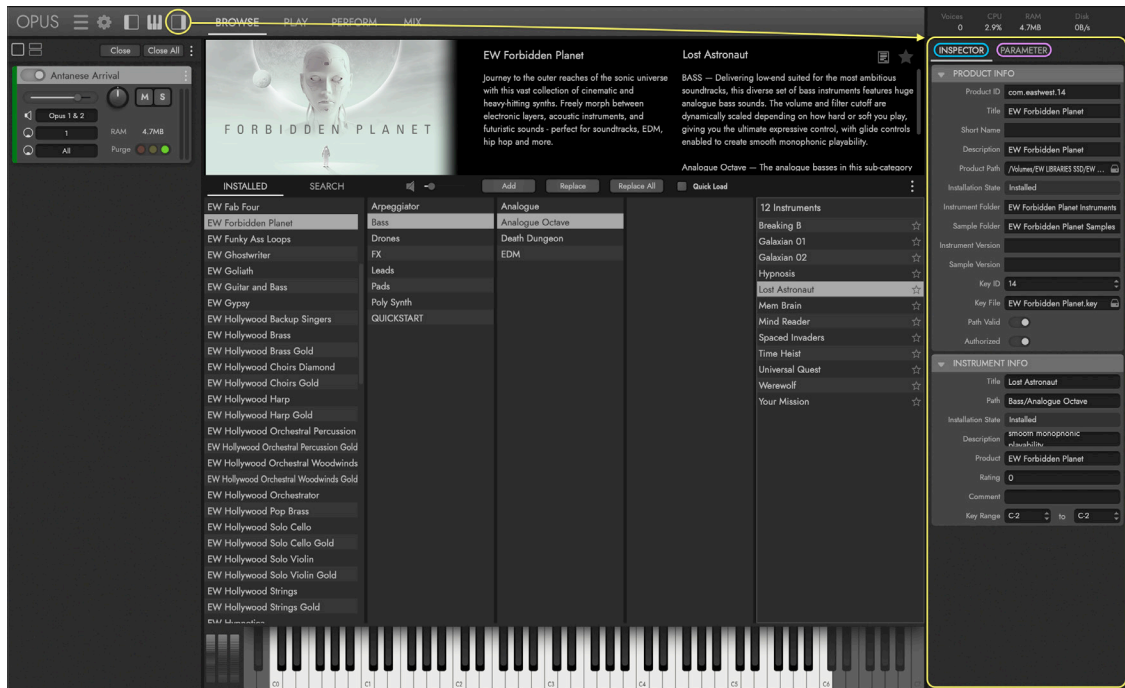 OPUS
BROWSE PLAY PERFORM MIX
Voices CPU RAM Disk
0 2.9% 4.7MB 0B/s
Close Close All
Antanese Arrival
M S
Opus 1 & 2
1 RAM 4.7MB
All Purge
FORBIDDEN PLANET
EW Forbidden Planet
Journey to the outer reaches of the sonic universe
with this vast collection of cinematic and
heavy-hitting synths. Freely morph between
electronic layers, acoustic instruments, and
futuristic sounds - perfect for soundtracks, EDM,
hip hop and more.
Lost Astronaut
BASS — Delivering low-end suited for the most ambitious
soundtracks, this diverse set of bass instruments features huge
analogue bass sounds. The volume and filter cutoff are
dynamically scaled depending on how hard or soft you play,
giving you the ultimate expressive control, with glide controls
enabled to create smooth monophonic playability.
Analogue Octave — The analogue basses in this sub-category
INSTALLED SEARCH Add Replace Replace All Quick Load
EW Fab Four
EW Forbidden Planet
EW Funky Ass Loops
EW Ghostwriter
EW Goliath
EW Guitar and Bass
EW Gypsy
EW Hollywood Backup Singers
EW Hollywood Brass
EW Hollywood Brass Gold
EW Hollywood Choirs Diamond
EW Hollywood Choirs Gold
EW Hollywood Harp
EW Hollywood Harp Gold
EW Hollywood Orchestral Percussion
EW Hollywood Orchestral Percussion Gold
EW Hollywood Orchestral Woodwinds
EW Hollywood Orchestral Woodwinds Gold
EW Hollywood Orchestrator
EW Hollywood Pop Brass
EW Hollywood Solo Cello
EW Hollywood Solo Cello Gold
EW Hollywood Solo Violin
EW Hollywood Solo Violin Gold
EW Hollywood Strings
EW Hollywood Strings Gold
Arpeggiator
Bass
Drones
FX
Leads
Pads
Poly Synth
QUICKSTART
Analogue
Analogue Octave
Death Dungeon
EDM
12 Instruments
Breaking B
Galaxian 01
Galaxian 02
Hypnosis
Lost Astronaut
Mem Brain
Mind Reader
Spaced Invaders
Time Heist
Universal Quest
Werewolf
Your Mission
C0 C1 C2 C3 C4 C5 C6
INSPECTOR PARAMETER
PRODUCT INFO
Product ID com.eastwest.14
Title EW Forbidden Planet
Short Name
Description EW Forbidden Planet
Product Path /Volumes/EW LIBRARIES SSD/EW ...
Installation State Installed
Instrument Folder EW Forbidden Planet Instruments
Sample Folder EW Forbidden Planet Samples
Instrument Version
Sample Version
Key ID 14
Key File EW Forbidden Planet.key
Path Valid
Authorized
INSTRUMENT INFO
Title Lost Astronaut
Path Bass/Analogue Octave
Installation State Installed
Description smooth monophonic
playability.
Product EW Forbidden Planet
Rating 0
Comment
Key Range C-2 to C-2